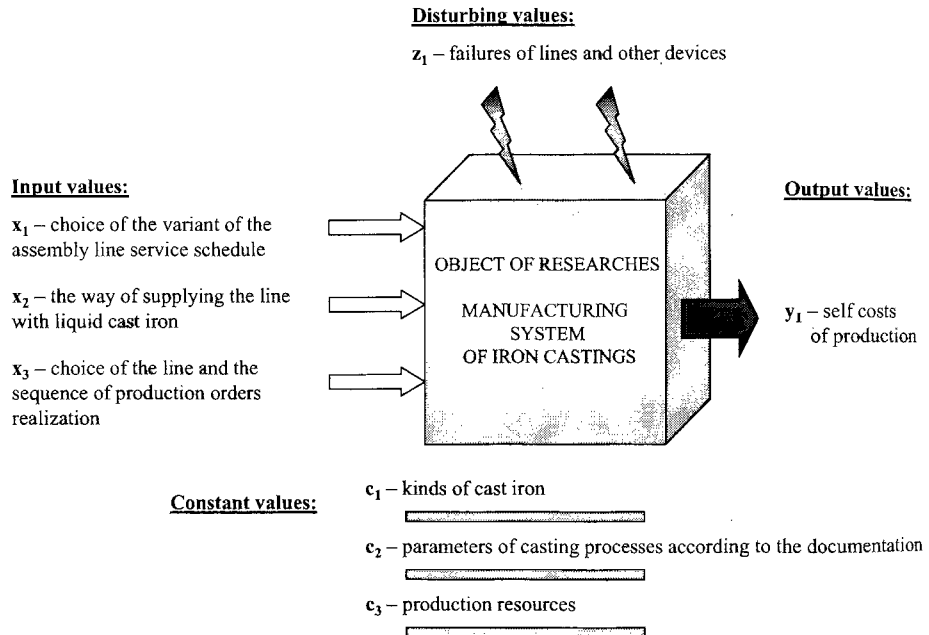 Disturbing values:
z1 – failures of lines and other devices
Input values:
x1 – choice of the variant of the
assembly line service schedule
x2 – the way of supplying the line
with liquid cast iron
x3 – choice of the line and the
sequence of production orders
realization
OBJECT OF RESEARCHES
MANUFACTURING
SYSTEM
OF IRON CASTINGS
Output values:
y1 – self costs
of production
Constant values:
c1 – kinds of cast iron
c2 – parameters of casting processes according to the documentation
c3 – production resources